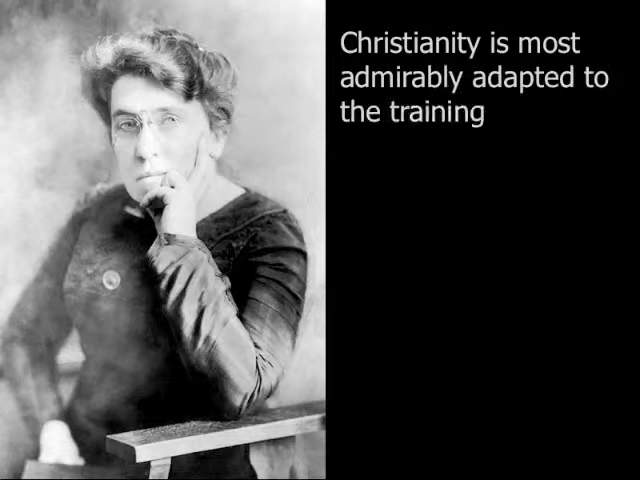 Christianity is most
admirably adapted to
the training